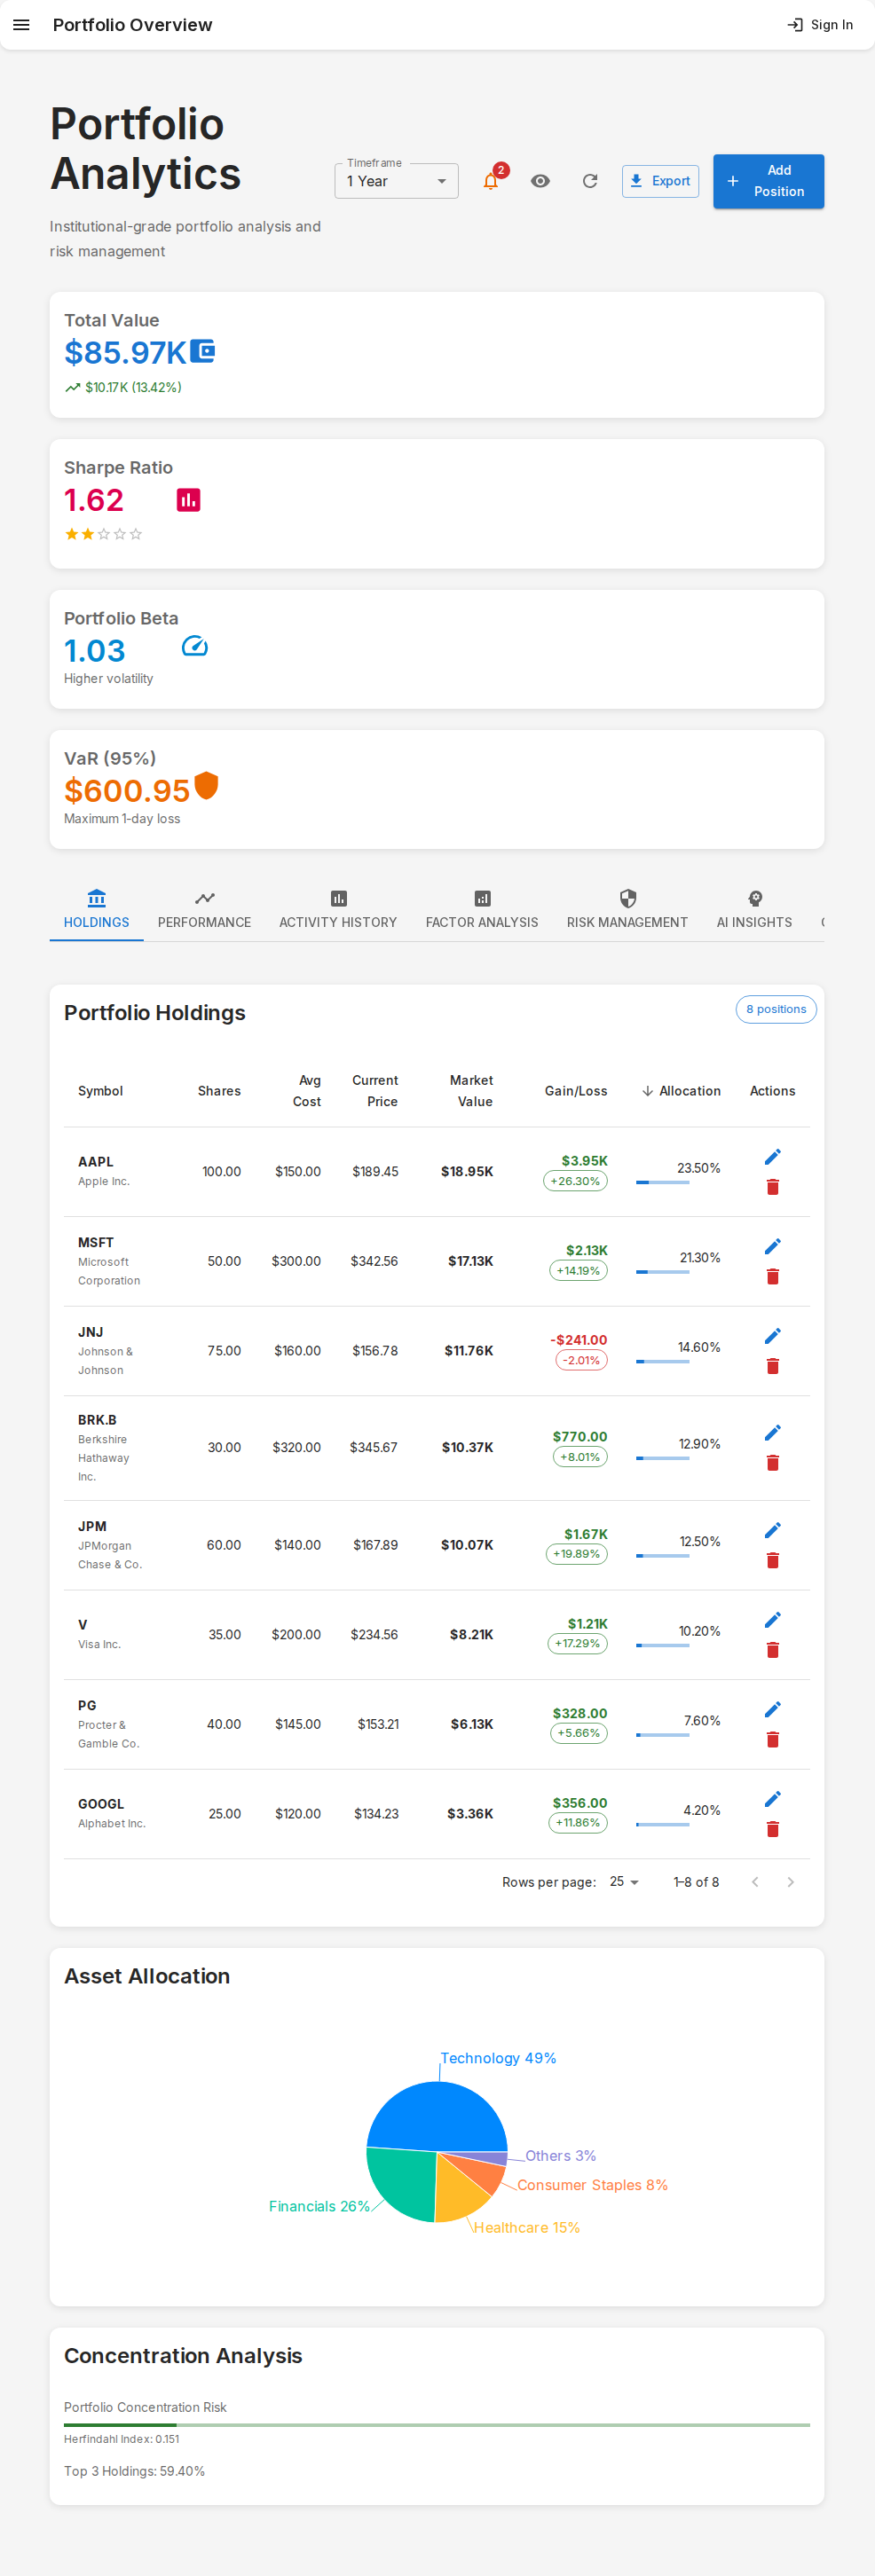 Portfolio Overview
Sign In
Portfolio
Analytics
Institutional-grade portfolio analysis and
risk management
Timeframe
1 Year
2
Export
Add
Position
Total Value
$85.97K
$10.17K (13.42%)
Sharpe Ratio
1.62
Portfolio Beta
1.03
Higher volatility
VaR (95%)
$600.95
Maximum 1-day loss
HOLDINGS
PERFORMANCE
ACTIVITY HISTORY
FACTOR ANALYSIS
RISK MANAGEMENT
AI INSIGHTS
Portfolio Holdings
8 positions
Symbol
Shares
Avg
Cost
Current
Price
Market
Value
Gain/Loss
Allocation
Actions
AAPL
Apple Inc.
100.00
$150.00
$189.45
$18.95K
$3.95K
+26.30%
23.50%
MSFT
Microsoft
Corporation
50.00
$300.00
$342.56
$17.13K
$2.13K
+14.19%
21.30%
JNJ
Johnson &
Johnson
75.00
$160.00
$156.78
$11.76K
-$241.00
-2.01%
14.60%
BRK.B
Berkshire
Hathaway
Inc.
30.00
$320.00
$345.67
$10.37K
$770.00
+8.01%
12.90%
JPM
JPMorgan
Chase & Co.
60.00
$140.00
$167.89
$10.07K
$1.67K
+19.89%
12.50%
V
Visa Inc.
35.00
$200.00
$234.56
$8.21K
$1.21K
+17.29%
10.20%
PG
Procter &
Gamble Co.
40.00
$145.00
$153.21
$6.13K
$328.00
+5.66%
7.60%
GOOGL
Alphabet Inc.
25.00
$120.00
$134.23
$3.36K
$356.00
+11.86%
4.20%
Rows per page:
25
1–8 of 8
Asset Allocation
Technology 49%
Others 3%
Consumer Staples 8%
Financials 26%
Healthcare 15%
Concentration Analysis
Portfolio Concentration Risk
Herfindahl Index: 0.151
Top 3 Holdings: 59.40%